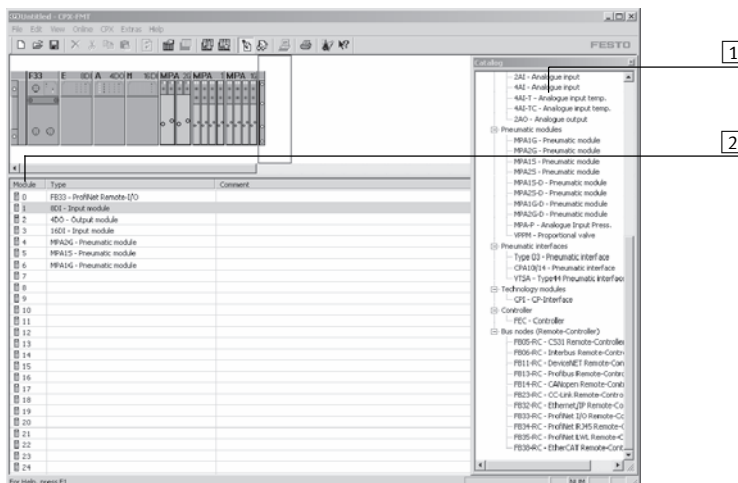 Untitled - CPX-FMT
File Edit View Online CPX Extras Help
FESTO
Catalog
1
F33 E 8DI A 4DO M 16DI MPA 2G MPA 1 MPA 1G
2AI - Analogue input
4AI - Analogue input
4AI-T - Analogue input temp.
4AI-TC - Analogue input temp.
2AO - Analogue output
Pneumatic modules
MPA1G - Pneumatic module
MPA2G - Pneumatic module
MPA1S - Pneumatic module
MPA2S - Pneumatic module
MPA1S-D - Pneumatic module
MPA2S-D - Pneumatic module
MPA1G-D - Pneumatic module
MPA2G-D - Pneumatic module
MPA-P - Analogue Input Press.
VPPM - Proportional valve
Pneumatic interfaces
Type 03 - Pneumatic interface
CPA10/14 - Pneumatic interface
VTSA - Type44 Pneumatic interface
Technology modules
CPI - CP-Interface
Controller
FEC - Controller
Bus nodes (Remote-Controller)
FB05-RC - CS31 Remote-Controller
FB06-RC - Interbus Remote-Contr
FB11-RC - DeviceNET Remote-Con
FB13-RC - Profibus Remote-Contro
FB14-RC - CANopen Remote-Conti
FB23-RC - CC-Link Remote-Contro
FB32-RC - Ethernet/IP Remote-Co
FB33-RC - ProfiNet I/O Remote-Cc
FB34-RC - ProfiNet RJ45 Remote-C
FB35-RC - ProfiNet LWL Remote-C
FB38-RC - EtherCAT Remote-Cont
2
Module Type Comment
0 FB33 - ProfiNet Remote-I/O
1 8DI - Input module
2 4DO - Output module
3 16DI - Input module
4 MPA2G - Pneumatic module
5 MPA1S - Pneumatic module
6 MPA1G - Pneumatic module
7
8
9
10
11
12
13
14
15
16
17
18
19
20
21
22
23
24
For Help, press F1
NUM